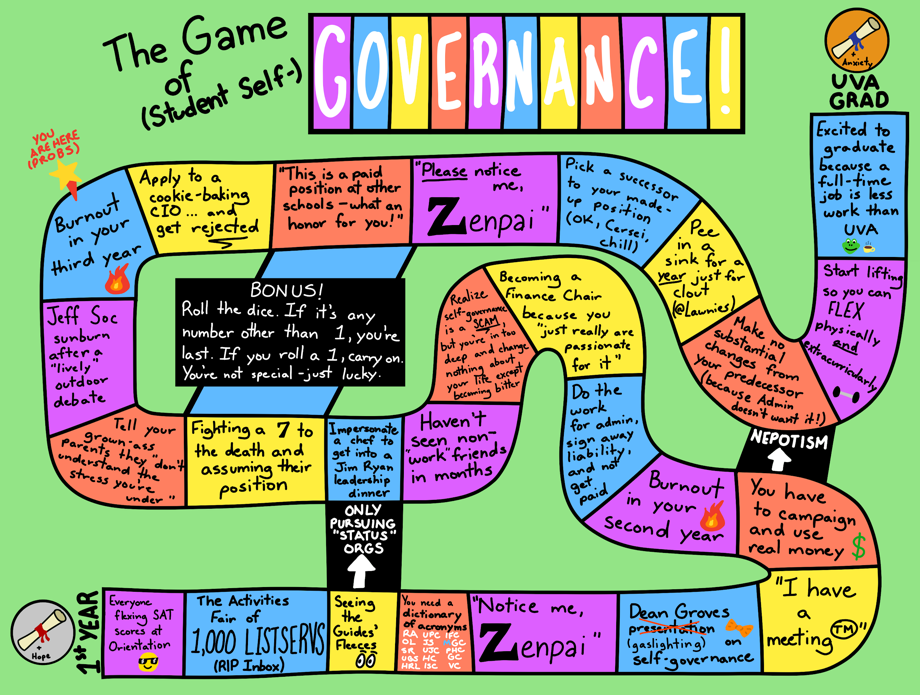 The Game
of
(Student Self-)
GOVERNANCE!
+
Anxiety
UVA
GRAD
YOU
ARE HERE
(PROBS)
Excited to
graduate
because a
full-time
job is less
work than
UVA
Start lifting
so you can
FLEX
physically
and
extracurricularly
Pee
in a
sink for a
year just for
clout
(@Lawnies)
Make no
substantial
changes from
your predecessor
(because Admin
doesn't want it!)
Pick a successor
to your made-
up position
(OK, Cersei,
chill)
"Please notice
me,
Zenpai"
"This is a paid
position at other
schools - what an
honor for you!"
Apply to a
cookie-baking
CIO... and
get rejected
Burnout
in your
third year
Jeff Soc
sunburn
after a
"lively"
outdoor
debate
Tell your
grown-ass
parents they "don't
understand the
stress you're
under"
BONUS!
Roll the dice. If it's any
number other than 1, you're
last. If you roll a 1, carry on.
You're not special - just lucky.
Fighting a 7 to
the death and
assuming their
position
Impersonate
a chef to
get into a
Jim Ryan
leadership
dinner
Haven't
seen non-
"work" friends
in months
Realize
self-governance
is a SCAM,
but you're in too
deep and change
nothing about
your life except
becoming bitter
Becoming a
Finance Chair
because you
"just really are
passionate
for it"
Do the
work
for admin,
sign away
liability,
and not
get
paid
Burnout
in your
second year
NEPOTISM
You have
to campaign
and use
real money $
"I have
a
meeting™"
Dean Groves
presentation
(gaslighting) on
self-governance
"Notice me,
Zenpai"
You need a
dictionary of
acronyms
RA UPC IFC
OL JS GC
SR UJC PHC
UBS HC GC
HRL ISC VC
Seeing
the
Guides'
Fleeces
ONLY
PURSUING
"STATUS"
ORGS
The Activities
Fair of
1,000 LISTSERVS
(RIP Inbox)
Everyone
flexing SAT
scores at
Orientation
1st YEAR
+
Hope